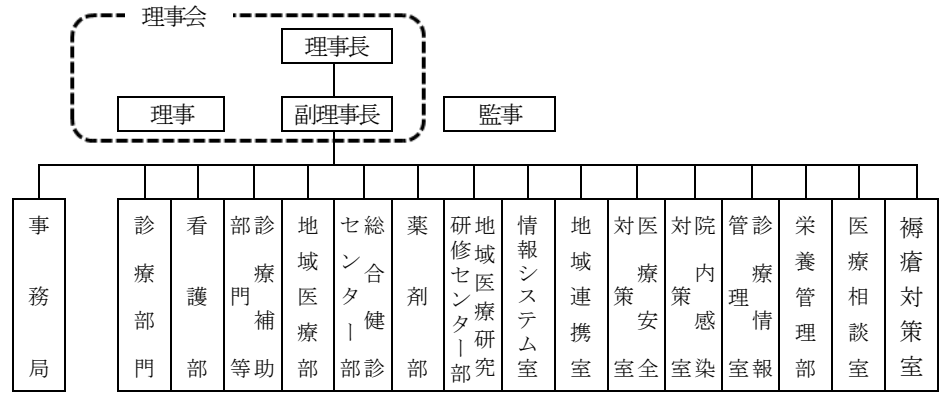 理事会
理事長
理事
副理事長
監事
事務局
診療部門
看護部
診療補助
部門等
地域医療部
総合健診
センター部
薬剤部
地域医療研究
研修センター部
情報システム室
地域連携室
医療安全
対策室
院内感染
対策室
診療情報
管理室
栄養管理部
医療相談室
褥瘡対策室